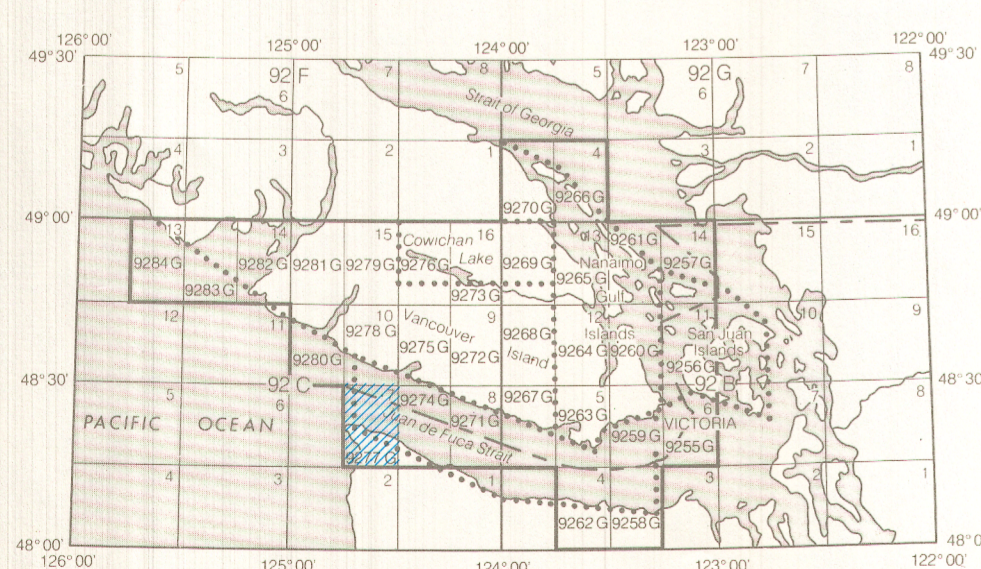 126°00′ 125°00′ 124°00′ 123°00′ 122°00′
49°30′ 49°30′
5 92 F 7 8 5 92 G 7 8
6 6
Strait of Georgia
4 3 2 1 4 3 2 1
9266 G
9270 G
49°00′ 49°00′
13 14 15 16 13 9261 G 14 15 16
Cowichan
Lake
9284 G 9282 G 9281 G 9279 G 9276 G 9269 G 9265 G Nanaimo 9257 G
9283 G 9273 G Gulf
12 11 10 9 12 11 10
Vancouver Islands San Juan
9278 G 9275 G 9272 G 9268 G 9264 G 9260 G Islands
9280 G Island 9256 G
48°30′ 92 C 92 B 48°30′
5 6 9274 G 8 9267 G 5 6 7 8
9271 G 9263 G
PACIFIC OCEAN Juan de Fuca Strait 9259 G VICTORIA
9277 G 9255 G
4 3 2 1 4 3 2 1
9262 G 9258 G
48°00′ 48°0
126°00′ 125°00′ 124°00′ 123°00′ 122°00′